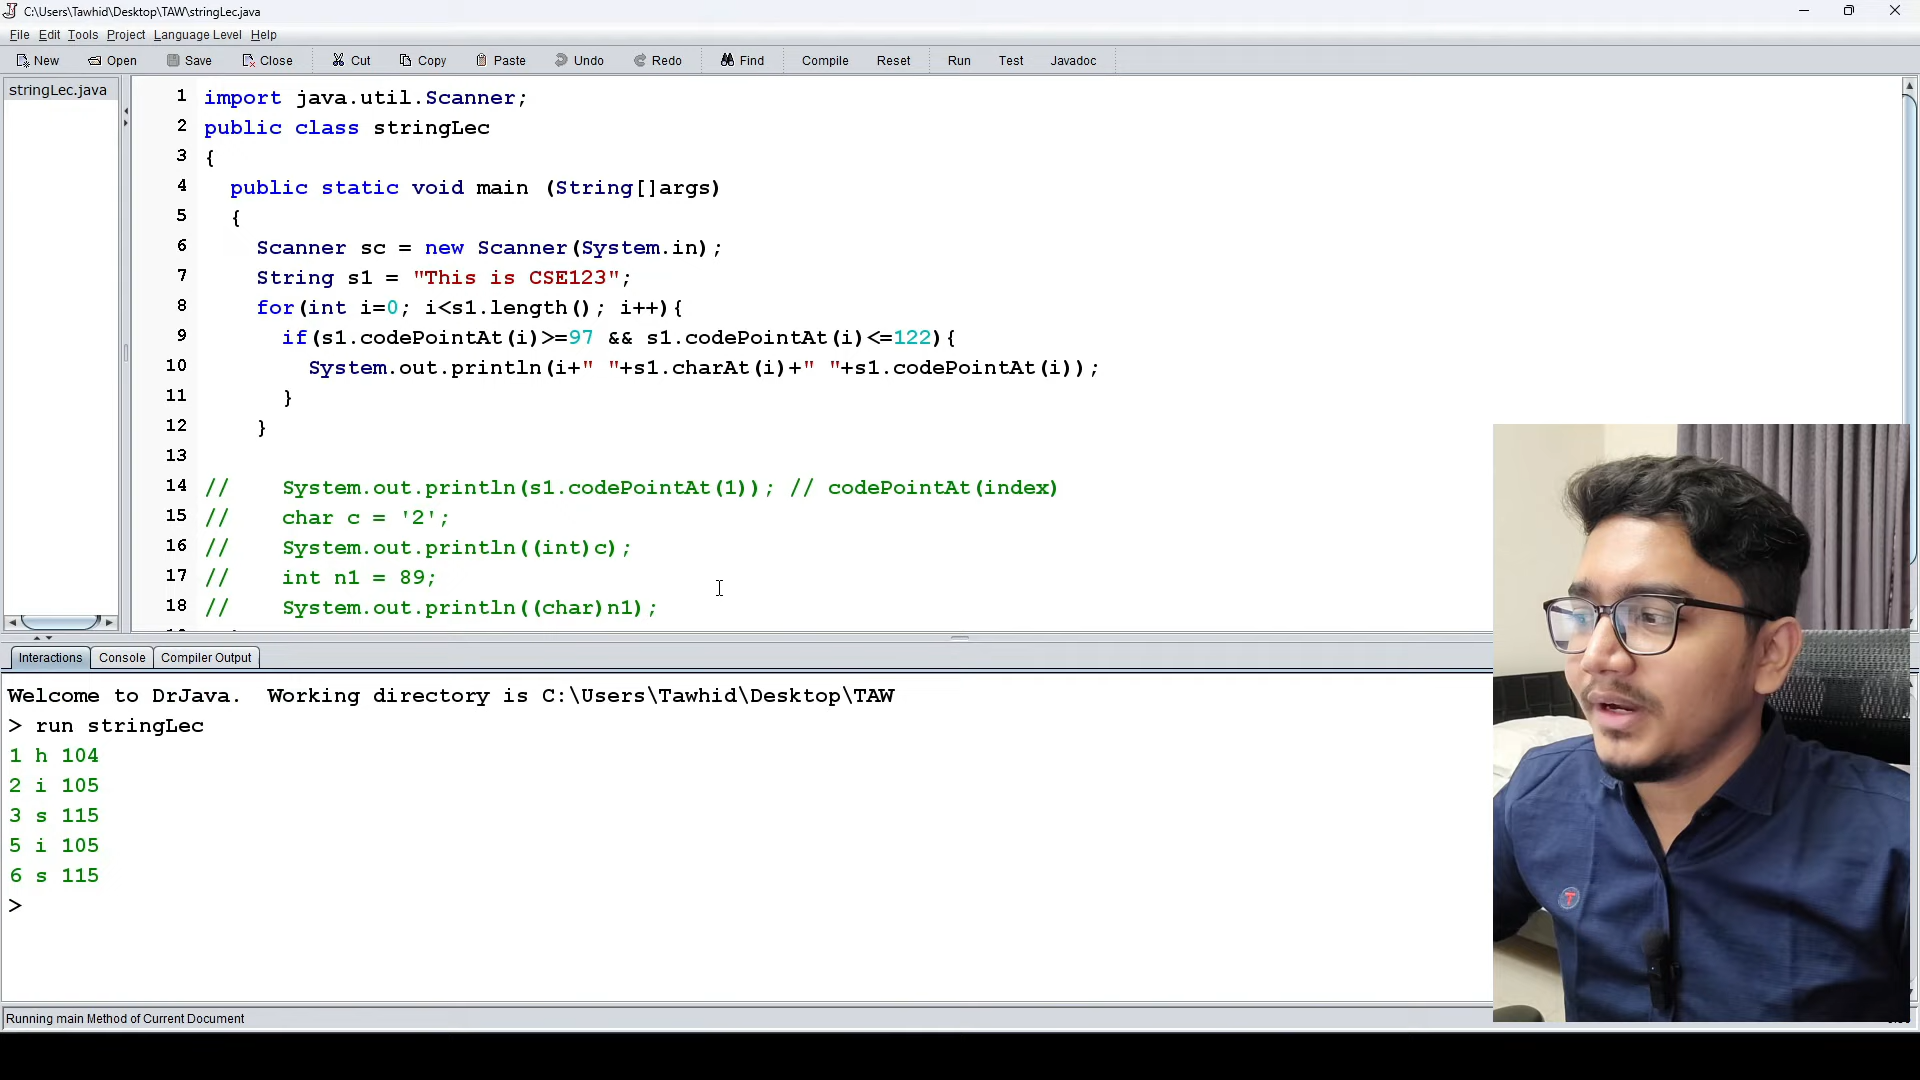 C:\Users\Tawhid\Desktop\TAW\stringLec.java
File Edit Tools Project Language Level Help
New Open Save Close Cut Copy Paste Undo Redo Find Compile Reset Run Test Javadoc
stringLec.java
1 import java.util.Scanner;
2 public class stringLec
3 {
4 public static void main (String[]args)
5 {
6 Scanner sc = new Scanner(System.in);
7 String s1 = "This is CSE123";
8 for(int i=0; i<s1.length(); i++){
9 if(s1.codePointAt(i)>=97 && s1.codePointAt(i)<=122){
10 System.out.println(i+" "+s1.charAt(i)+" "+s1.codePointAt(i));
11 }
12 }
13
14 // System.out.println(s1.codePointAt(1)); // codePointAt(index)
15 // char c = '2';
16 // System.out.println((int)c);
17 // int n1 = 89;
18 // System.out.println((char)n1);
Interactions Console Compiler Output
Welcome to DrJava. Working directory is C:\Users\Tawhid\Desktop\TAW
> run stringLec
1 h 104
2 i 105
3 s 115
5 i 105
6 s 115
>
Running main Method of Current Document
T